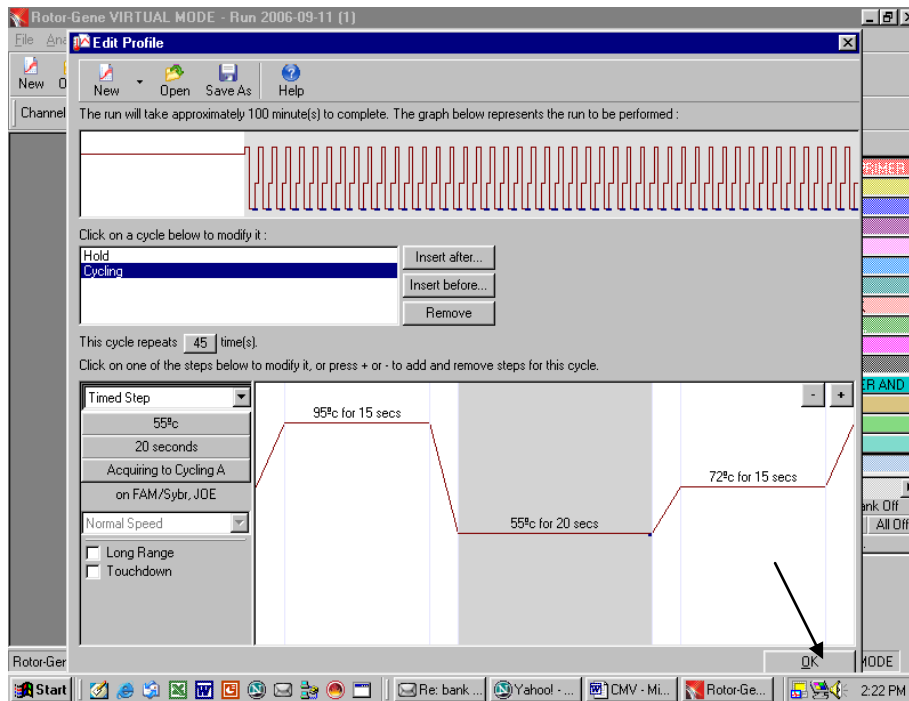 Rotor-Gene VIRTUAL MODE - Run 2006-09-11 (1)
File Ana
Edit Profile
New O
New Open Save As Help
Channel
The run will take approximately 100 minute(s) to complete. The graph below represents the run to be performed :
Click on a cycle below to modify it :
Hold
Cycling
Insert after...
Insert before...
Remove
This cycle repeats 45 time(s).
Click on one of the steps below to modify it, or press + or - to add and remove steps for this cycle.
Timed Step
- +
ER AND
55ºc
95ºc for 15 secs
20 seconds
Acquiring to Cycling A
72ºc for 15 secs
on FAM/Sybr, JOE
ank Off
Normal Speed
55ºc for 20 secs
All Off
Long Range
Touchdown
OK
Rotor-Ger
MODE
Start
Re: bank ...
Yahoo! - ...
CMV - Mi...
Rotor-Ge...
2:22 PM